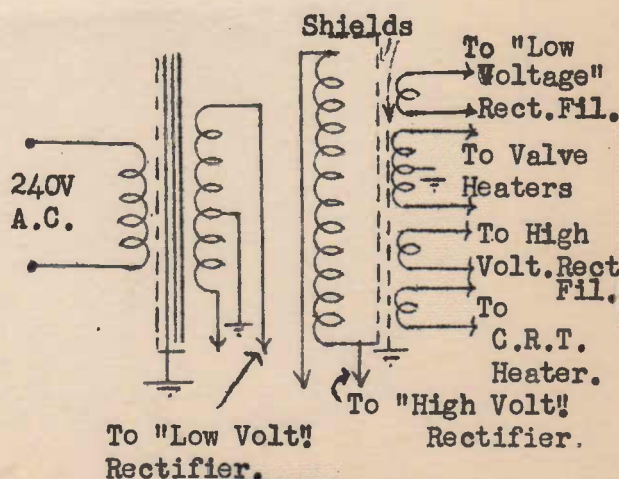 Shields
To "Low
Voltage"
Rect.Fil.
To Valve
Heaters
To High
Volt.Rect
Fil.
To
C.R.T.
Heater.
240V
A.C.
To "High Volt"
Rectifier.
To "Low Volt"
Rectifier.